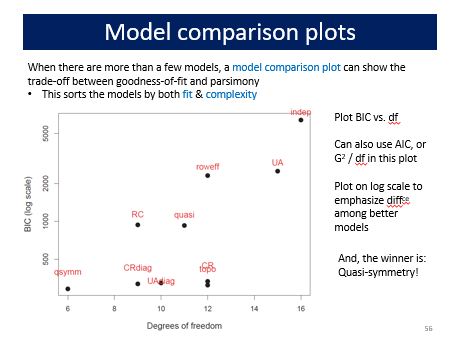 Model comparison plots
When there are more than a few models, a model comparison plot can show the
trade-off between goodness-of-fit and parsimony
• This sorts the models by both fit & complexity
Plot BIC vs. df
Can also use AIC, or
G² / df in this plot
Plot on log scale to
emphasize diffce
among better
models
And, the winner is:
Quasi-symmetry!
BIC (log scale)
5000
2000
1000
500
indep
UA
roweff
RC
quasi
qsymm
CRdiag
UAdiag
CR
topo
6 8 10 12 14 16
Degrees of freedom
56